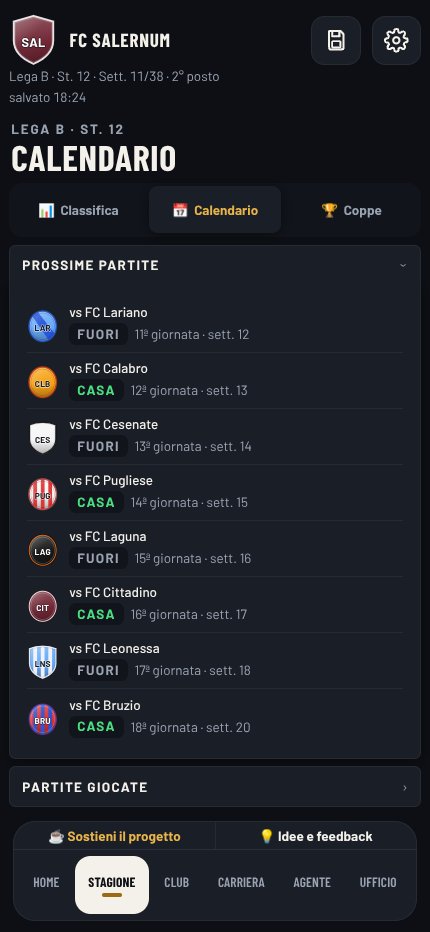 SAL
FC SALERNUM
Lega B · St. 12 · Sett. 11/38 · 2° posto
salvato 18:24
LEGA B · ST. 12
CALENDARIO
📊 Classifica
📅 Calendario
🏆 Coppe
PROSSIME PARTITE
LAR
vs FC Lariano
FUORI 11ª giornata · sett. 12
CLB
vs FC Calabro
CASA 12ª giornata · sett. 13
CES
vs FC Cesenate
FUORI 13ª giornata · sett. 14
PUG
vs FC Pugliese
CASA 14ª giornata · sett. 15
LAG
vs FC Laguna
FUORI 15ª giornata · sett. 16
CIT
vs FC Cittadino
CASA 16ª giornata · sett. 17
LNS
vs FC Leonessa
FUORI 17ª giornata · sett. 18
BRU
vs FC Bruzio
CASA 18ª giornata · sett. 20
PARTITE GIOCATE
☕ Sostieni il progetto
💡 Idee e feedback
HOME
STAGIONE
CLUB
CARRIERA
AGENTE
UFFICIO